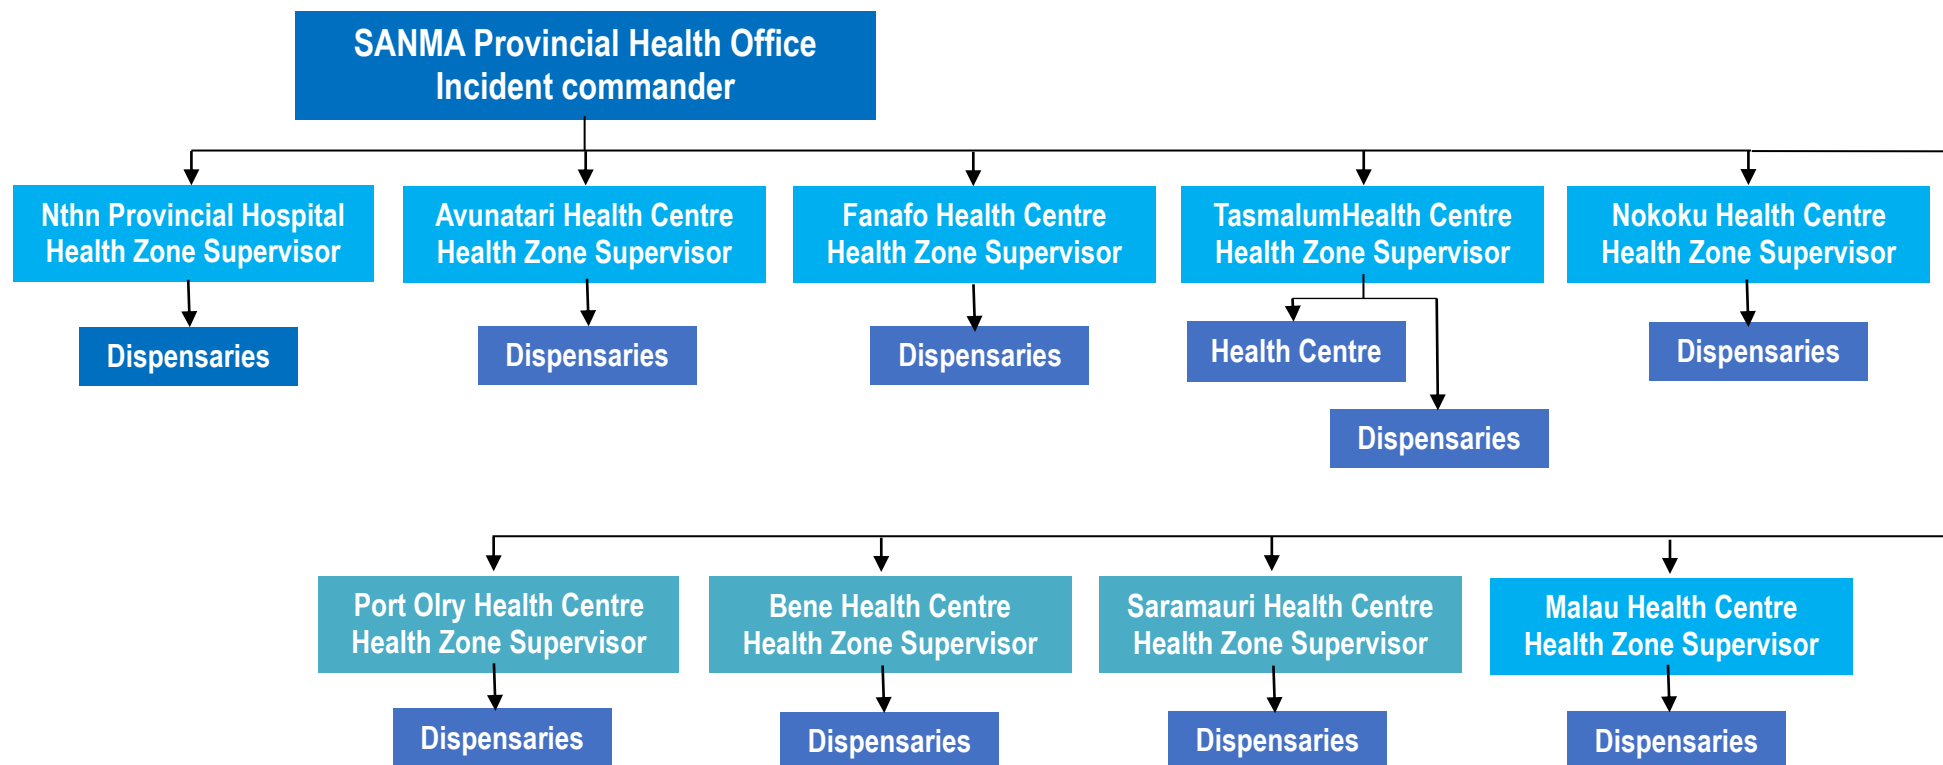 SANMA Provincial Health Office
Incident commander
Nthn Provincial Hospital
Health Zone Supervisor
Avunatari Health Centre
Health Zone Supervisor
Fanafo Health Centre
Health Zone Supervisor
TasmalumHealth Centre
Health Zone Supervisor
Nokoku Health Centre
Health Zone Supervisor
Dispensaries
Dispensaries
Dispensaries
Health Centre
Dispensaries
Dispensaries
Port Olry Health Centre
Health Zone Supervisor
Bene Health Centre
Health Zone Supervisor
Saramauri Health Centre
Health Zone Supervisor
Malau Health Centre
Health Zone Supervisor
Dispensaries
Dispensaries
Dispensaries
Dispensaries